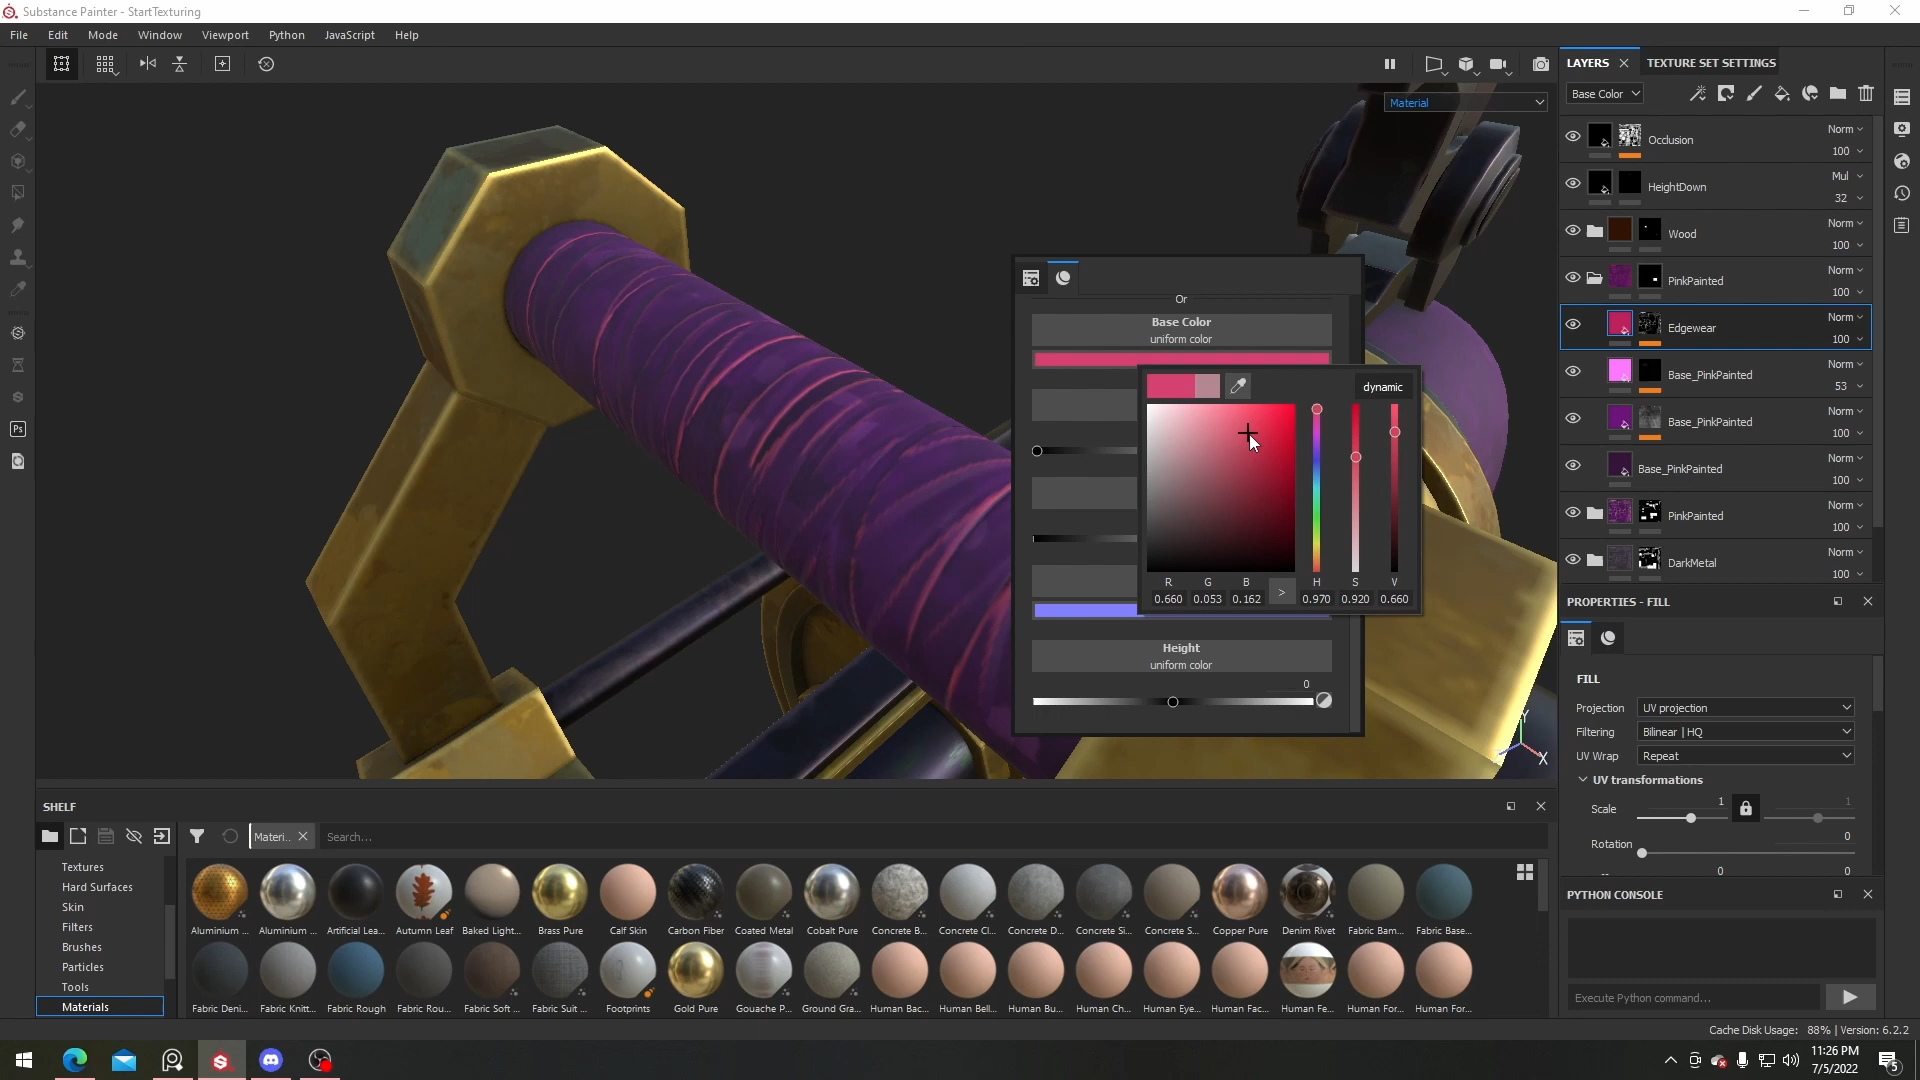 Substance Painter - StartTexturing
File Edit Mode Window Viewport Python JavaScript Help
Material
LAYERS TEXTURE SET SETTINGS
Base Color
Occlusion Norm 100
HeightDown Mul 32
Wood Norm 100
PinkPainted Norm 100
Edgewear Norm 100
Base_PinkPainted Norm 53
Base_PinkPainted Norm 100
Base_PinkPainted Norm 100
PinkPainted Norm 100
DarkMetal Norm 100
Or
Base Color
uniform color
dynamic
R G B H S V
0.660 0.053 0.162 > 0.970 0.920 0.660
Height
uniform color
0
Y
X
PROPERTIES - FILL
FILL
Projection UV projection
Filtering Bilinear | HQ
UV Wrap Repeat
UV transformations
Scale 1 1
Rotation 0
0 0
PYTHON CONSOLE
Execute Python command...
SHELF
Materi... Search...
Textures
Hard Surfaces
Skin
Filters
Brushes
Particles
Tools
Materials
Aluminium ... Aluminium ... Artificial Lea... Autumn Leaf Baked Light... Brass Pure Calf Skin Carbon Fiber Coated Metal Cobalt Pure Concrete B... Concrete Cl... Concrete D... Concrete Si... Concrete S... Copper Pure Denim Rivet Fabric Bam... Fabric Base...
Fabric Deni... Fabric Knitt... Fabric Rough Fabric Rou... Fabric Soft ... Fabric Suit ... Footprints Gold Pure Gouache P... Ground Gra... Human Bac... Human Bell... Human Bu... Human Ch... Human Eye... Human Fac... Human Fe... Human For... Human For...
Cache Disk Usage: 88% | Version: 6.2.2
Ps
11:26 PM
7/5/2022
5